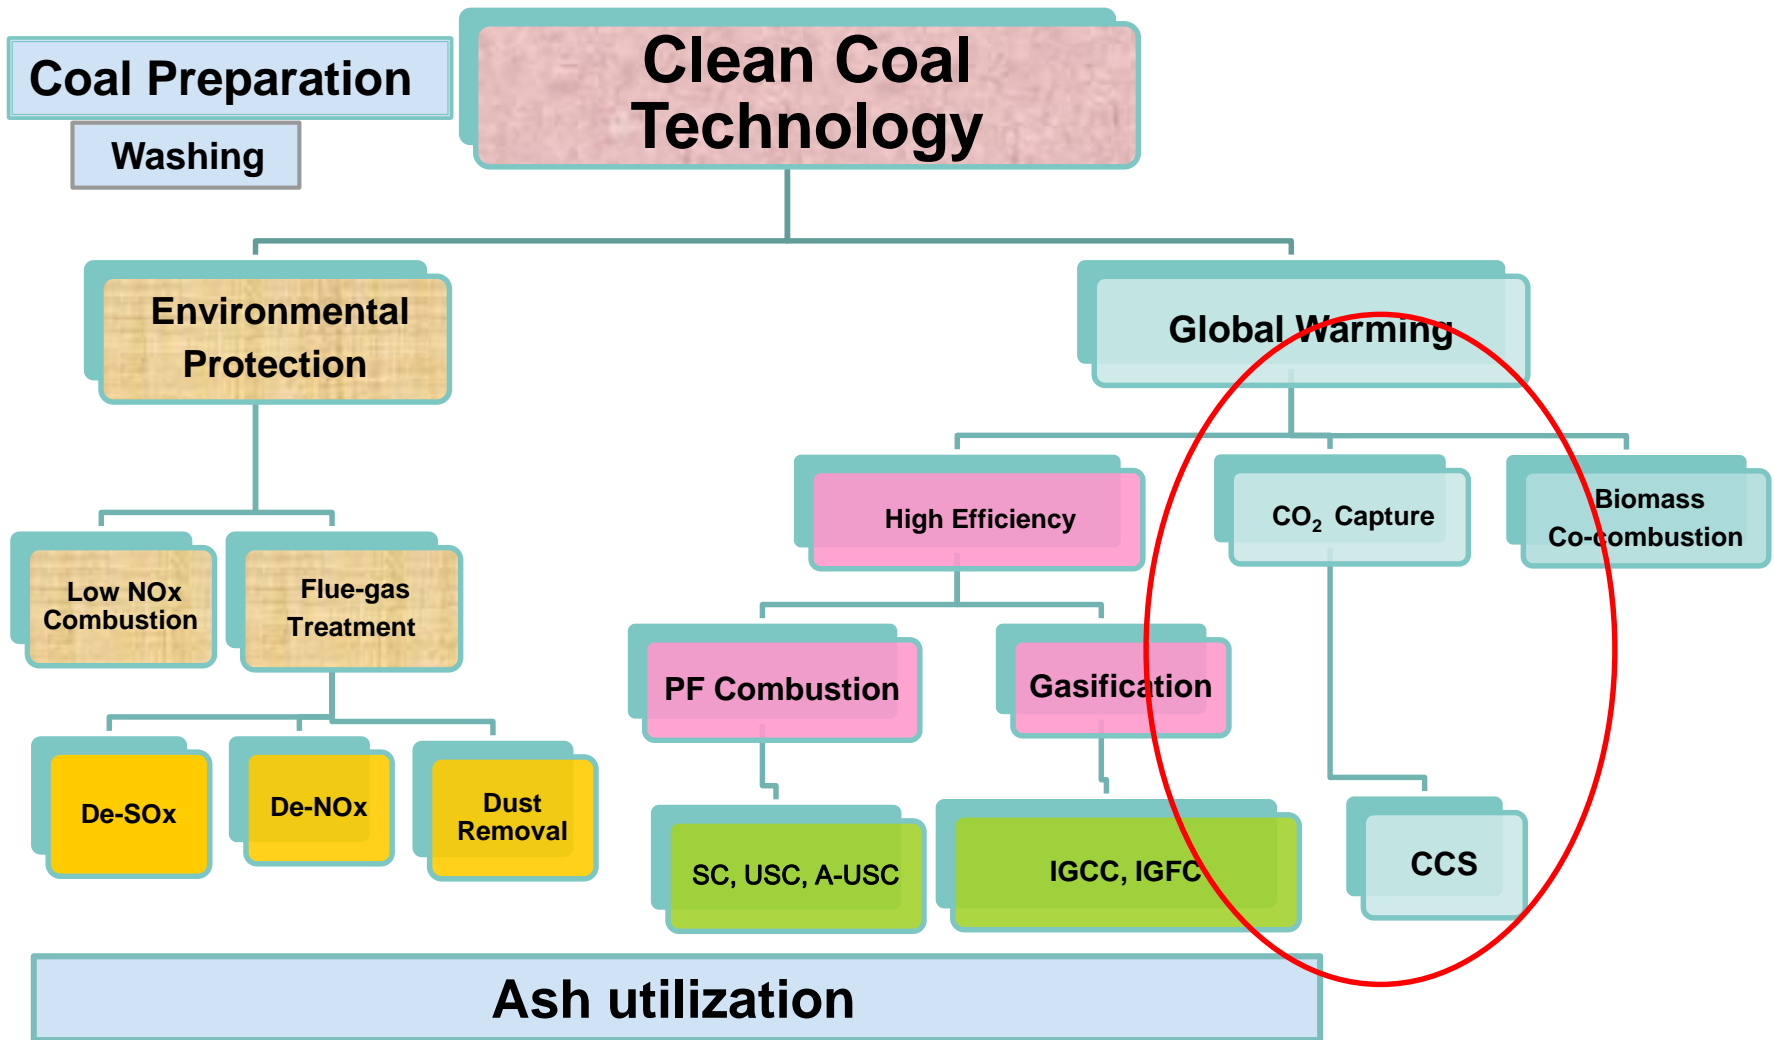 Coal Preparation
Washing
Clean Coal
Technology
Environmental
Protection
Global Warming
High Efficiency
CO₂ Capture
Biomass
Co-combustion
Low NOx
Combustion
Flue-gas
Treatment
PF Combustion
Gasification
De-SOx
De-NOx
Dust
Removal
SC, USC, A-USC
IGCC, IGFC
CCS
Ash utilization